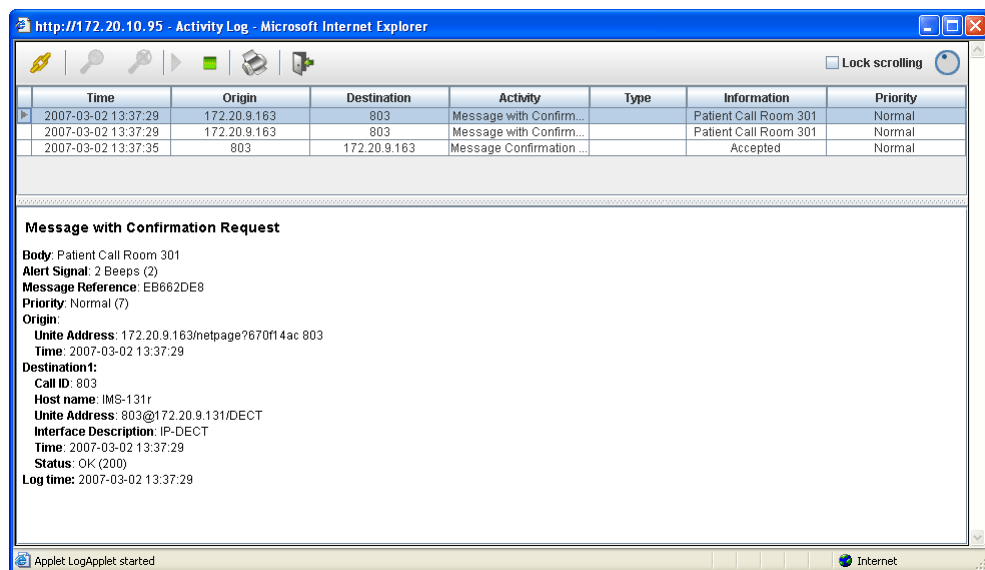 http://172.20.10.95 - Activity Log - Microsoft Internet Explorer
Lock scrolling
Time Origin Destination Activity Type Information Priority
2007-03-02 13:37:29 172.20.9.163 803 Message with Confirm... Patient Call Room 301 Normal
2007-03-02 13:37:29 172.20.9.163 803 Message with Confirm... Patient Call Room 301 Normal
2007-03-02 13:37:35 803 172.20.9.163 Message Confirmation ... Accepted Normal
Message with Confirmation Request
Body: Patient Call Room 301
Alert Signal: 2 Beeps (2)
Message Reference: EB662DE8
Priority: Normal (7)
Origin:
Unite Address: 172.20.9.163/netpage?670f14ac 803
Time: 2007-03-02 13:37:29
Destination1:
Call ID: 803
Host name: IMS-131r
Unite Address: 803@172.20.9.131/DECT
Interface Description: IP-DECT
Time: 2007-03-02 13:37:29
Status: OK (200)
Log time: 2007-03-02 13:37:29
Applet LogApplet started
Internet